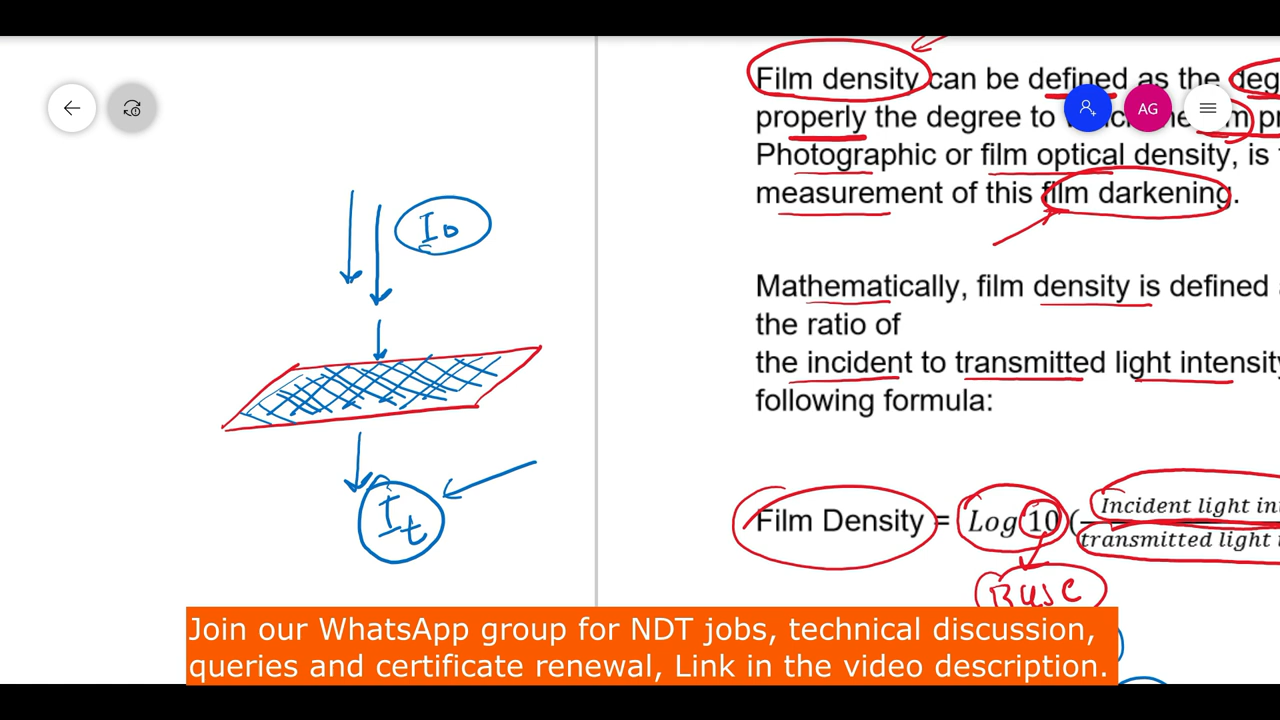 Film density can be defined as the deg
properly the degree to
Photographic or film optical density, is
measurement of this film darkening.
AG
Io
Mathematically, film density is defined
the ratio of
the incident to transmitted light intensity
following formula:
It
Film Density = Log10 (
Incident light in
transmitted light
Base
Join our WhatsApp group for NDT jobs, technical discussion,
queries and certificate renewal, Link in the video description.